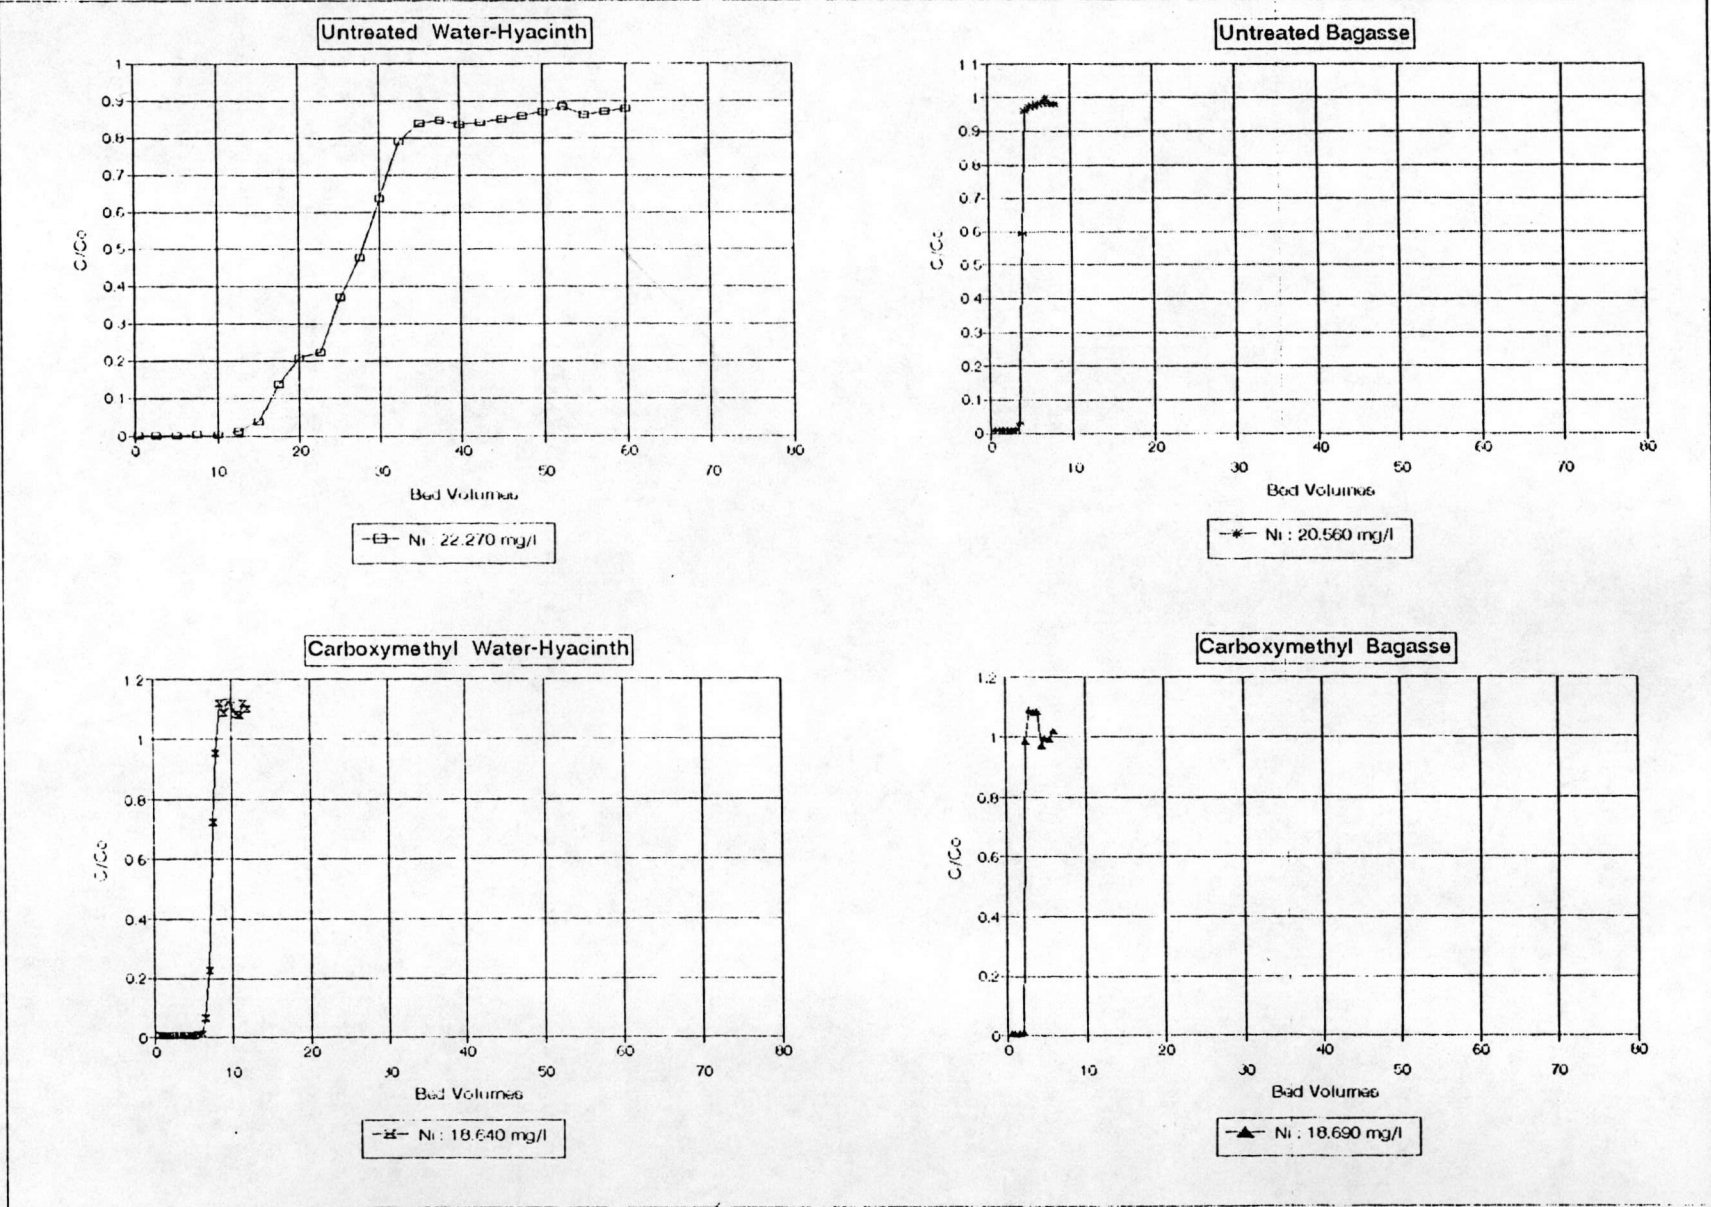 Untreated Water-Hyacinth
1
0.9
0.8
0.7
0.6
0.5
0.4
0.3
0.2
0.1
0
C/Co
0 20 40 50 60 80
10 30 50 70
Bed Volumes
Ni : 22.270 mg/l
Untreated Bagasse
1.1
1
0.9
0.8
0.7
0.6
0.5
0.4
0.3
0.2
0.1
0
C/Co
0 20 40 60 80
10 30 50 70
Bed Volumes
Ni : 20.560 mg/l
Carboxymethyl Water-Hyacinth
1.2
1
0.8
0.6
0.4
0.2
0
C/Co
0 20 40 60 80
10 30 50 70
Bed Volumes
Ni : 18.640 mg/l
Carboxymethyl Bagasse
1.2
1
0.8
0.6
0.4
0.2
0
C/Co
0 20 40 60 80
10 30 50 70
Bed Volumes
Ni : 18.690 mg/l